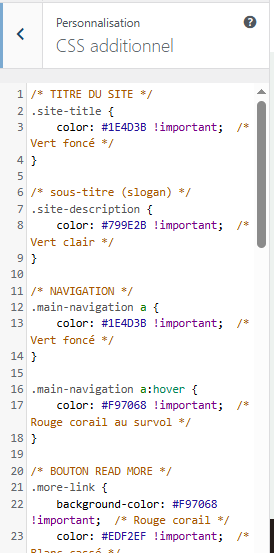 Personnalisation
CSS additionnel
1 /* TITRE DU SITE */
2 .site-title {
3 color: #1E4D3B !important; /*
Vert foncé */
4 }
5
6 /* sous-titre (slogan) */
7 .site-description {
8 color: #799E2B !important; /*
Vert clair */
9 }
10
11 /* NAVIGATION */
12 .main-navigation a {
13 color: #1E4D3B !important; /*
Vert foncé */
14 }
15
16 .main-navigation a:hover {
17 color: #F97068 !important; /*
Rouge corail au survol */
18 }
19
20 /* BOUTON READ MORE */
21 .more-link {
22 background-color: #F97068
!important; /* Rouge corail */
23 color: #EDF2EF !important; /*
Blanc cassé */